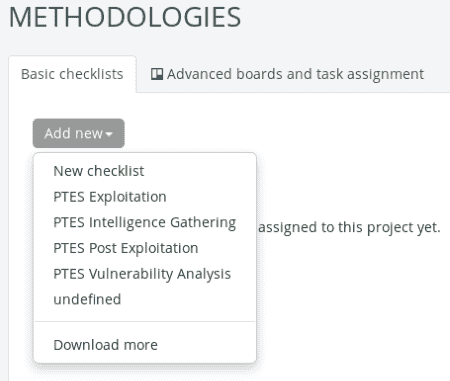 METHODOLOGIES
Basic checklists
Advanced boards and task assignment
Add new
New checklist
PTES Exploitation
PTES Intelligence Gathering
assigned to this project yet.
PTES Post Exploitation
PTES Vulnerability Analysis
undefined
Download more